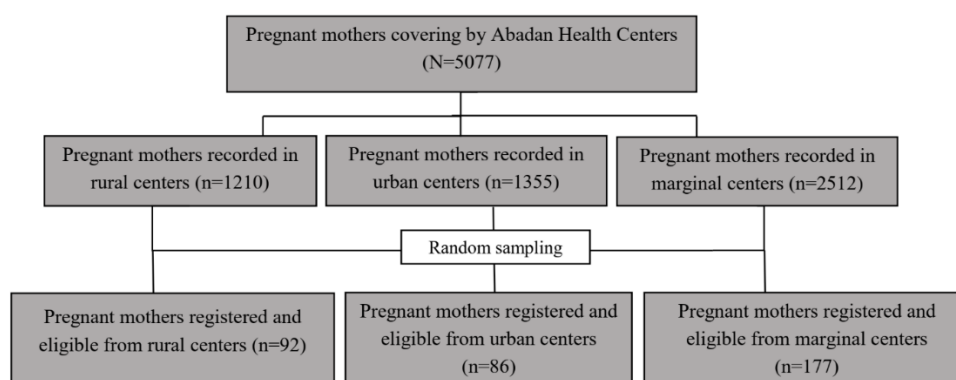 Pregnant mothers covering by Abadan Health Centers
(N=5077)
Pregnant mothers recorded in
rural centers (n=1210)
Pregnant mothers recorded in
urban centers (n=1355)
Pregnant mothers recorded in
marginal centers (n=2512)
Random sampling
Pregnant mothers registered and
eligible from rural centers (n=92)
Pregnant mothers registered and
eligible from urban centers
(n=86)
Pregnant mothers registered and
eligible from marginal centers
n=177)